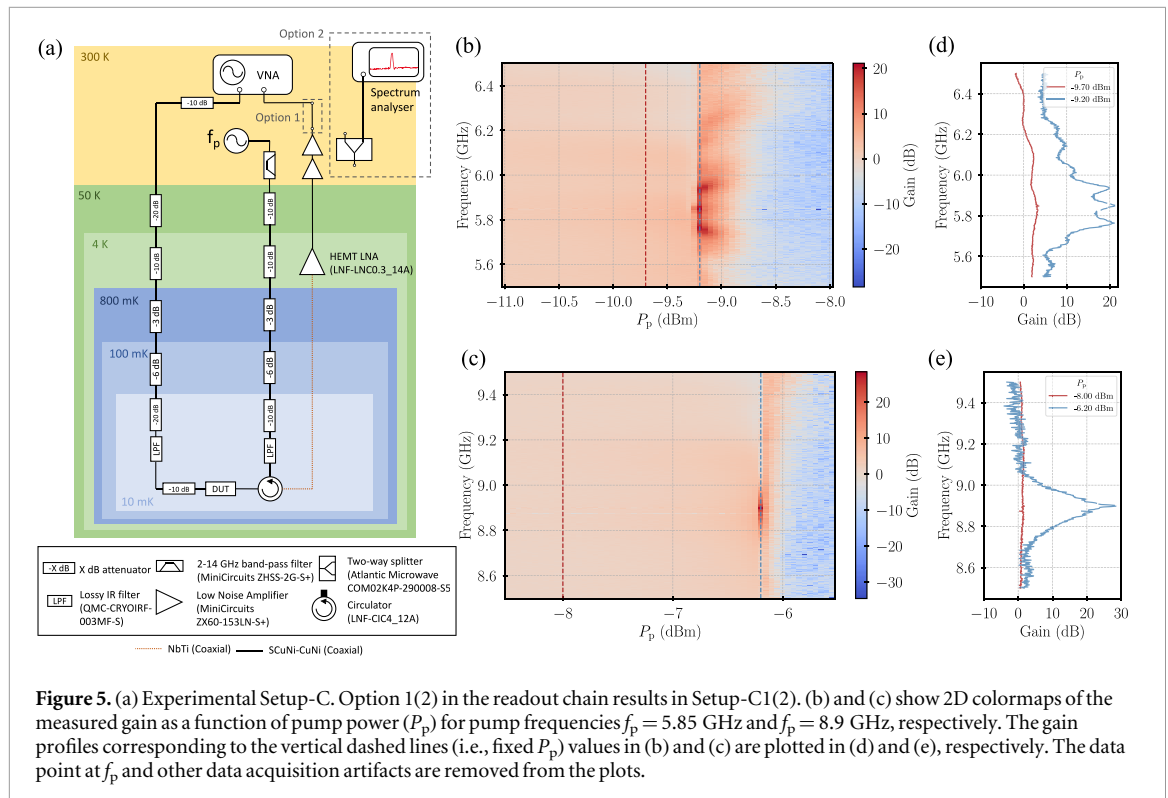 (a)
300 K
Option 2
VNA
-10 dB
Option 1
Spectrum
analyser
fp
50 K
-20 dB
-10 dB
4 K
-10 dB
-10 dB
HEMT LNA
(LNF-LNC0.3_14A)
800 mK
-3 dB
-3 dB
100 mK
-6 dB
-6 dB
-20 dB
-10 dB
LPF
LPF
-10 dB
DUT
10 mK
-X dB
X dB attenuator
2-14 GHz band-pass filter
(MiniCircuits ZHSS-2G-S+)
Two-way splitter
(Atlantic Microwave
COM02K4P-290008-S5
LPF
Lossy IR filter
(QMC-CRYOIRF-
003MF-S)
Low Noise Amplifier
(MiniCircuits
ZX60-153LN-S+)
Circulator
(LNF-CIC4_12A)
NbTi (Coaxial)
SCuNi-CuNi (Coaxial)
(b)
Frequency (GHz)
6.4
6.2
6.0
5.8
5.6
−11.0 −10.5 −10.0 −9.5 −9.0 −8.5 −8.0
Pp (dBm)
20
10
0
−10
−20
Gain (dB)
(d)
Frequency (GHz)
6.4
6.2
6.0
5.8
5.6
Pp
-9.70 dBm
-9.20 dBm
−10 0 10 20
Gain (dB)
(c)
Frequency (GHz)
9.4
9.2
9.0
8.8
8.6
−8 −7 −6
Pp (dBm)
20
10
0
−10
−20
−30
Gain (dB)
(e)
Frequency (GHz)
9.4
9.2
9.0
8.8
8.6
Pp
-8.00 dBm
-6.20 dBm
−10 0 10 20 30
Gain (dB)
Figure 5. (a) Experimental Setup-C. Option 1(2) in the readout chain results in Setup-C1(2). (b) and (c) show 2D colormaps of the
measured gain as a function of pump power (Pp) for pump frequencies fp = 5.85 GHz and fp = 8.9 GHz, respectively. The gain
profiles corresponding to the vertical dashed lines (i.e., fixed Pp) values in (b) and (c) are plotted in (d) and (e), respectively. The data
point at fp and other data acquisition artifacts are removed from the plots.